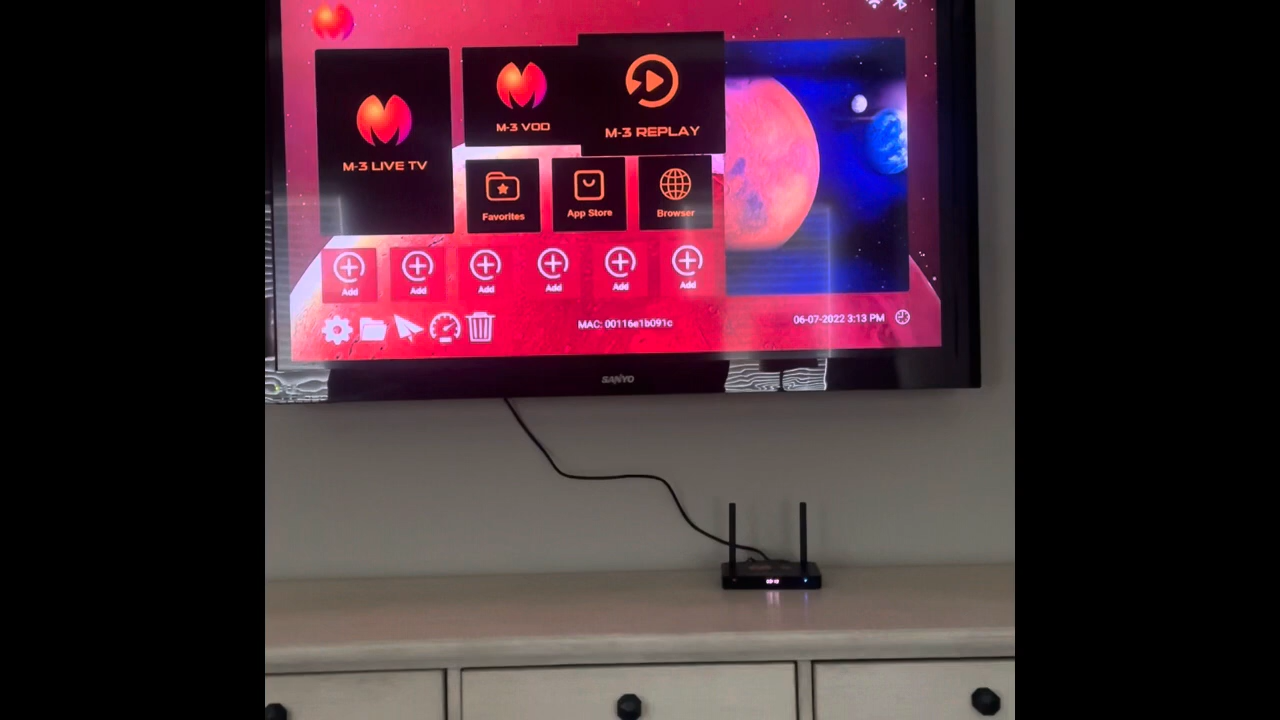 M-3 LIVE TV
M-3 VOD
M-3 REPLAY
Favorites
App Store
Browser
Add
Add
Add
Add
Add
Add
MAC: 00116e1b091c
06-07-2022 3:13 PM
SANYO